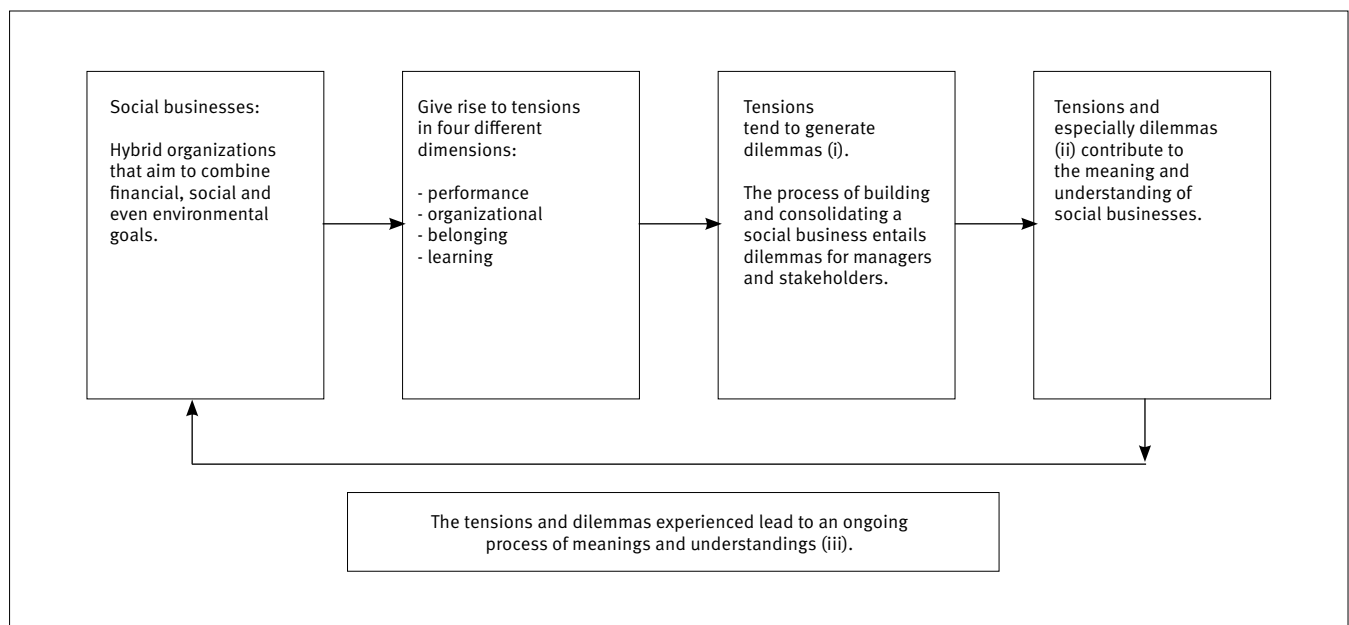 Social businesses:
Hybrid organizations
that aim to combine
financial, social and
even environmental
goals.
Give rise to tensions
in four different
dimensions:
- performance
- organizational
- belonging
- learning
Tensions
tend to generate
dilemmas (i).
The process of building
and consolidating a
social business entails
dilemmas for managers
and stakeholders.
Tensions and
especially dilemmas
(ii) contribute to
the meaning and
understanding of
social businesses.
The tensions and dilemmas experienced lead to an ongoing
process of meanings and understandings (iii).